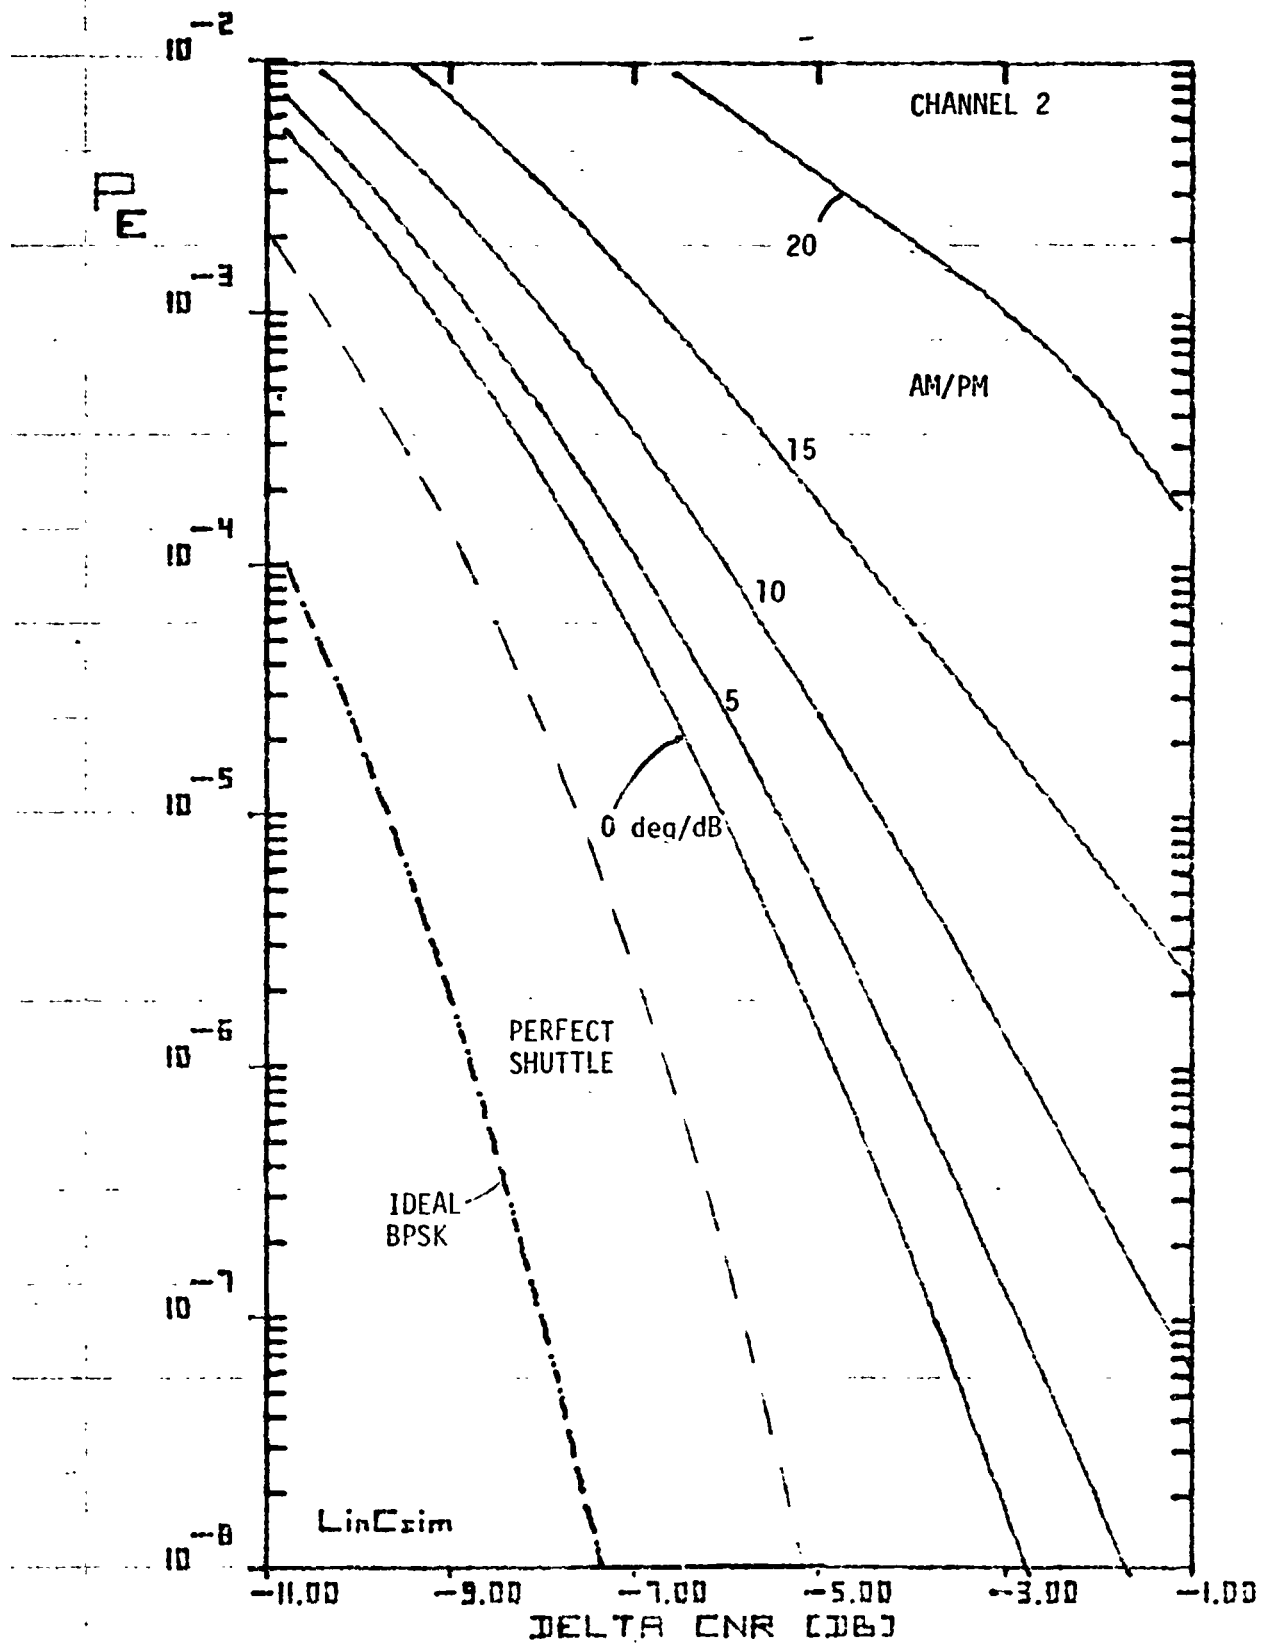 10^-2
CHANNEL 2
P_E
20
10^-3
AM/PM
15
10^-4
10
5
10^-5
0 deg/dB
10^-6
PERFECT
SHUTTLE
IDEAL
BPSK
10^-7
LinCsim
10^-8
-11.00 -9.00 -7.00 -5.00 -3.00 -1.00
DELTA CNR [DB]